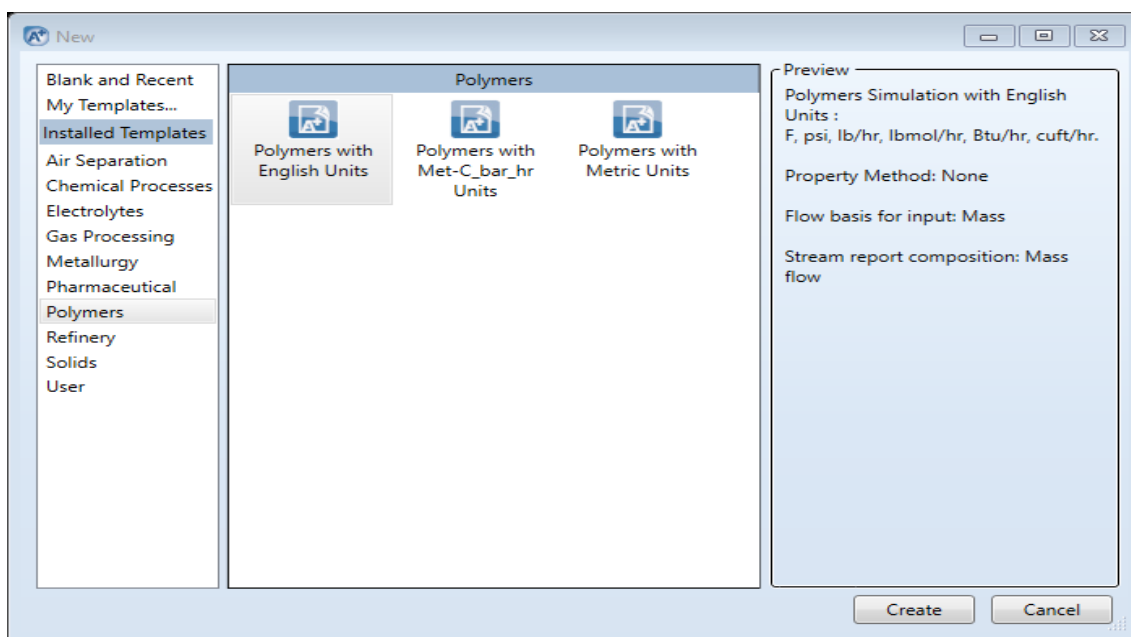 New
Blank and Recent
My Templates...
Installed Templates
Air Separation
Chemical Processes
Electrolytes
Gas Processing
Metallurgy
Pharmaceutical
Polymers
Refinery
Solids
User
Polymers
Polymers with
English Units
Polymers with
Met-C_bar_hr
Units
Polymers with
Metric Units
Preview
Polymers Simulation with English
Units :
F, psi, lb/hr, lbmol/hr, Btu/hr, cuft/hr.
Property Method: None
Flow basis for input: Mass
Stream report composition: Mass
flow
Create
Cancel